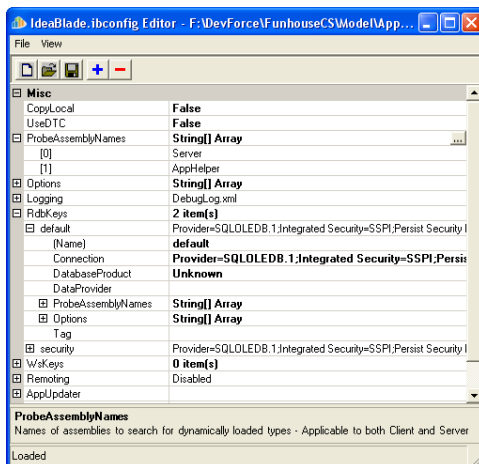 IdeaBlade.ibconfig Editor - F:\DevForce\FunhouseCS\Model\App...
File View
Misc
CopyLocal False
UseDTC False
ProbeAssemblyNames String[] Array ...
[0] Server
[1] AppHelper
Options String[] Array
Logging DebugLog.xml
RdbKeys 2 item(s)
default Provider=SQLOLEDB.1;Integrated Security=SSPI;Persist Security I
(Name) default
Connection Provider=SQLOLEDB.1;Integrated Security=SSPI;Persis
DatabaseProduct Unknown
DataProvider
ProbeAssemblyNames String[] Array
Options String[] Array
Tag
security Provider=SQLOLEDB.1;Integrated Security=SSPI;Persist Security I
WsKeys 0 item(s)
Remoting Disabled
AppUpdater
ProbeAssemblyNames
Names of assemblies to search for dynamically loaded types - Applicable to both Client and Server
Loaded